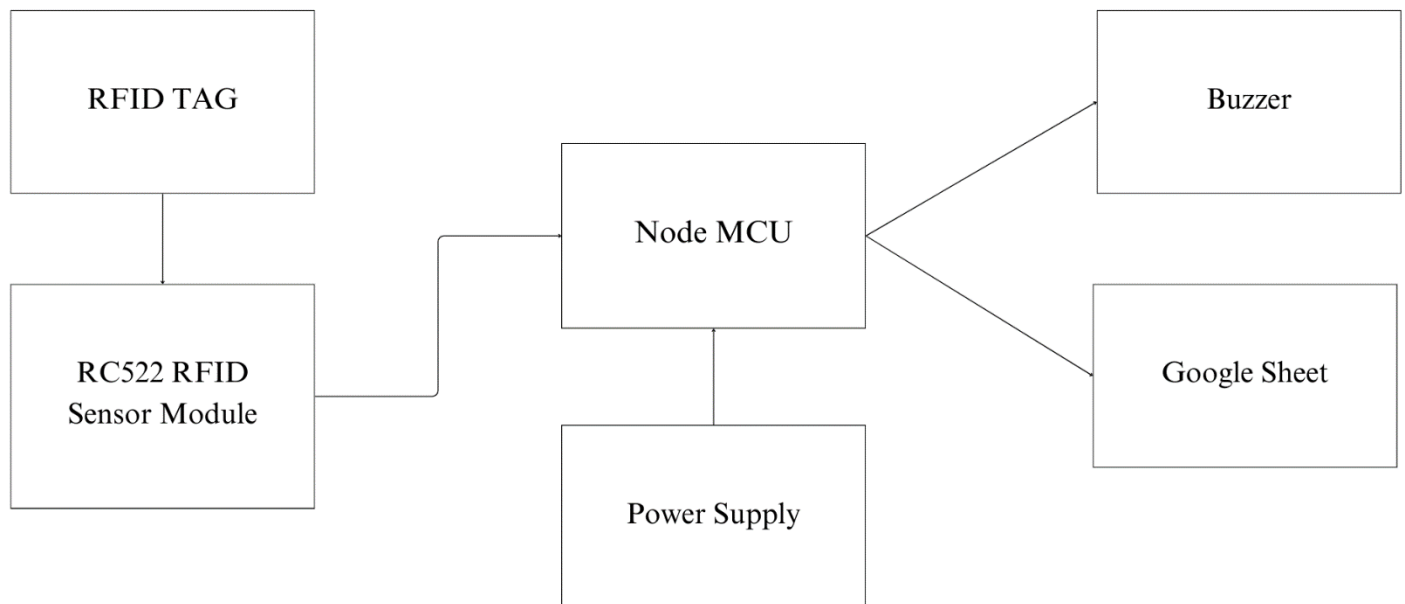 RFID TAG
Buzzer
Node MCU
RC522 RFID
Sensor Module
Google Sheet
Power Supply